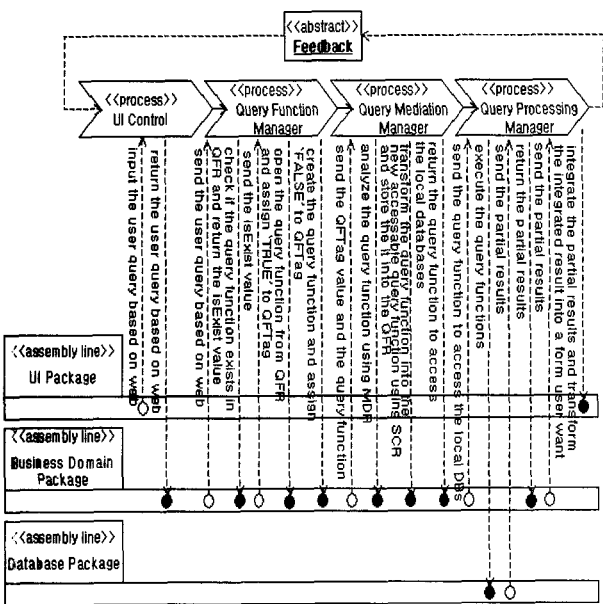 <<abstract>>
Feedback
<<process>>
UI Control
<<process>>
Query Function
Manager
<<process>>
Query Mediation
Manager
<<process>>
Query Processing
Manager
input the user query based on web
return the user query based on web
send the user query based on web
check if the query function exists in
QFR and return the isExist value
send the isExist value
open the query function from QFR
and assign 'TRUE' to QFTag
create the query function and assign
'FALSE' to QFTag
send the QFTag value and the query function
analyze the query function using MDR
transform the query function into the
new accessable query function using SCR
and store the it into the QFR
return the query function to access
the local databases
send the query function to access the local DBs
execute the query functions
send the partial results
return the partial results
send the partial results
integrate the partial results and transform
the integrated result into a form user want
<<assembly line>>
UI Package
<<assembly line>>
Business Domain
Package
<<assembly line>>
Database Package